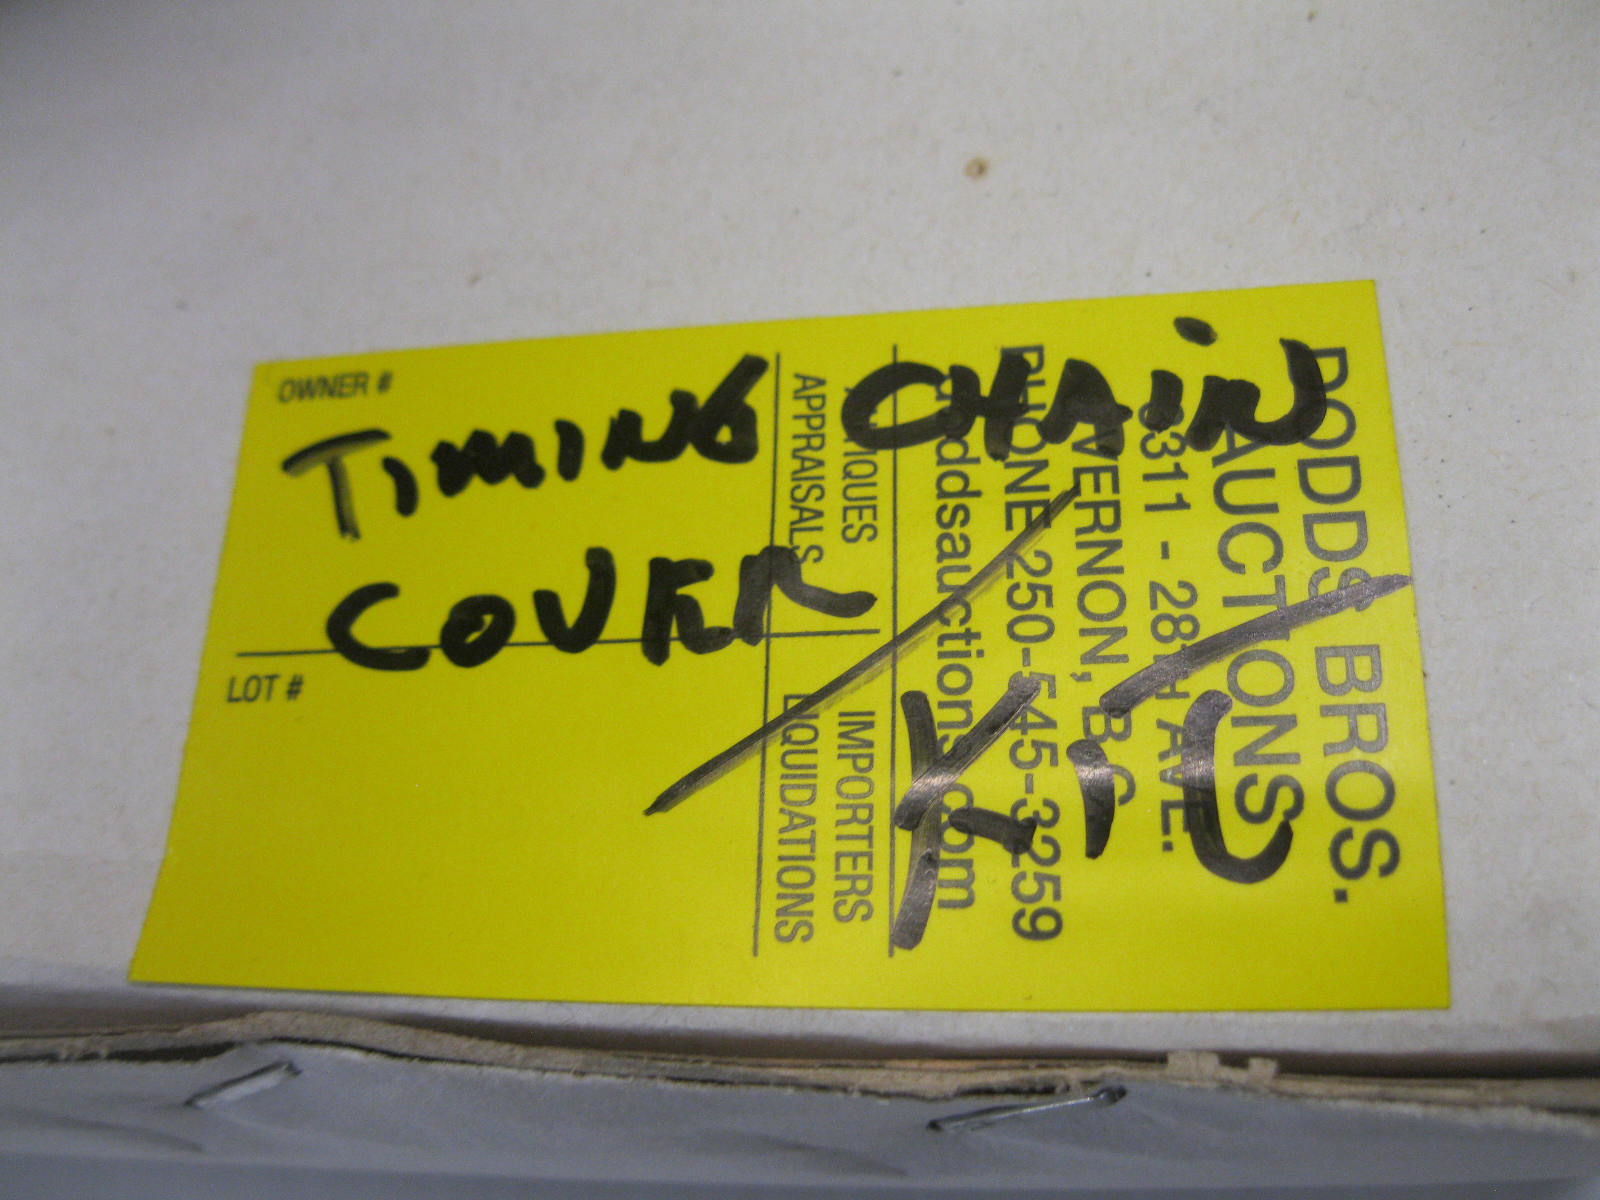 TIMING CHAIN
COVER
KIT
OWNER #
LOT #
DODDS BROS.
AUCTIONS
3311 - 28TH AVE.
VERNON, B.C.
PHONE 250-545-3259
doddsauctions.com
ANTIQUES IMPORTERS
APPRAISALS LIQUIDATIONS